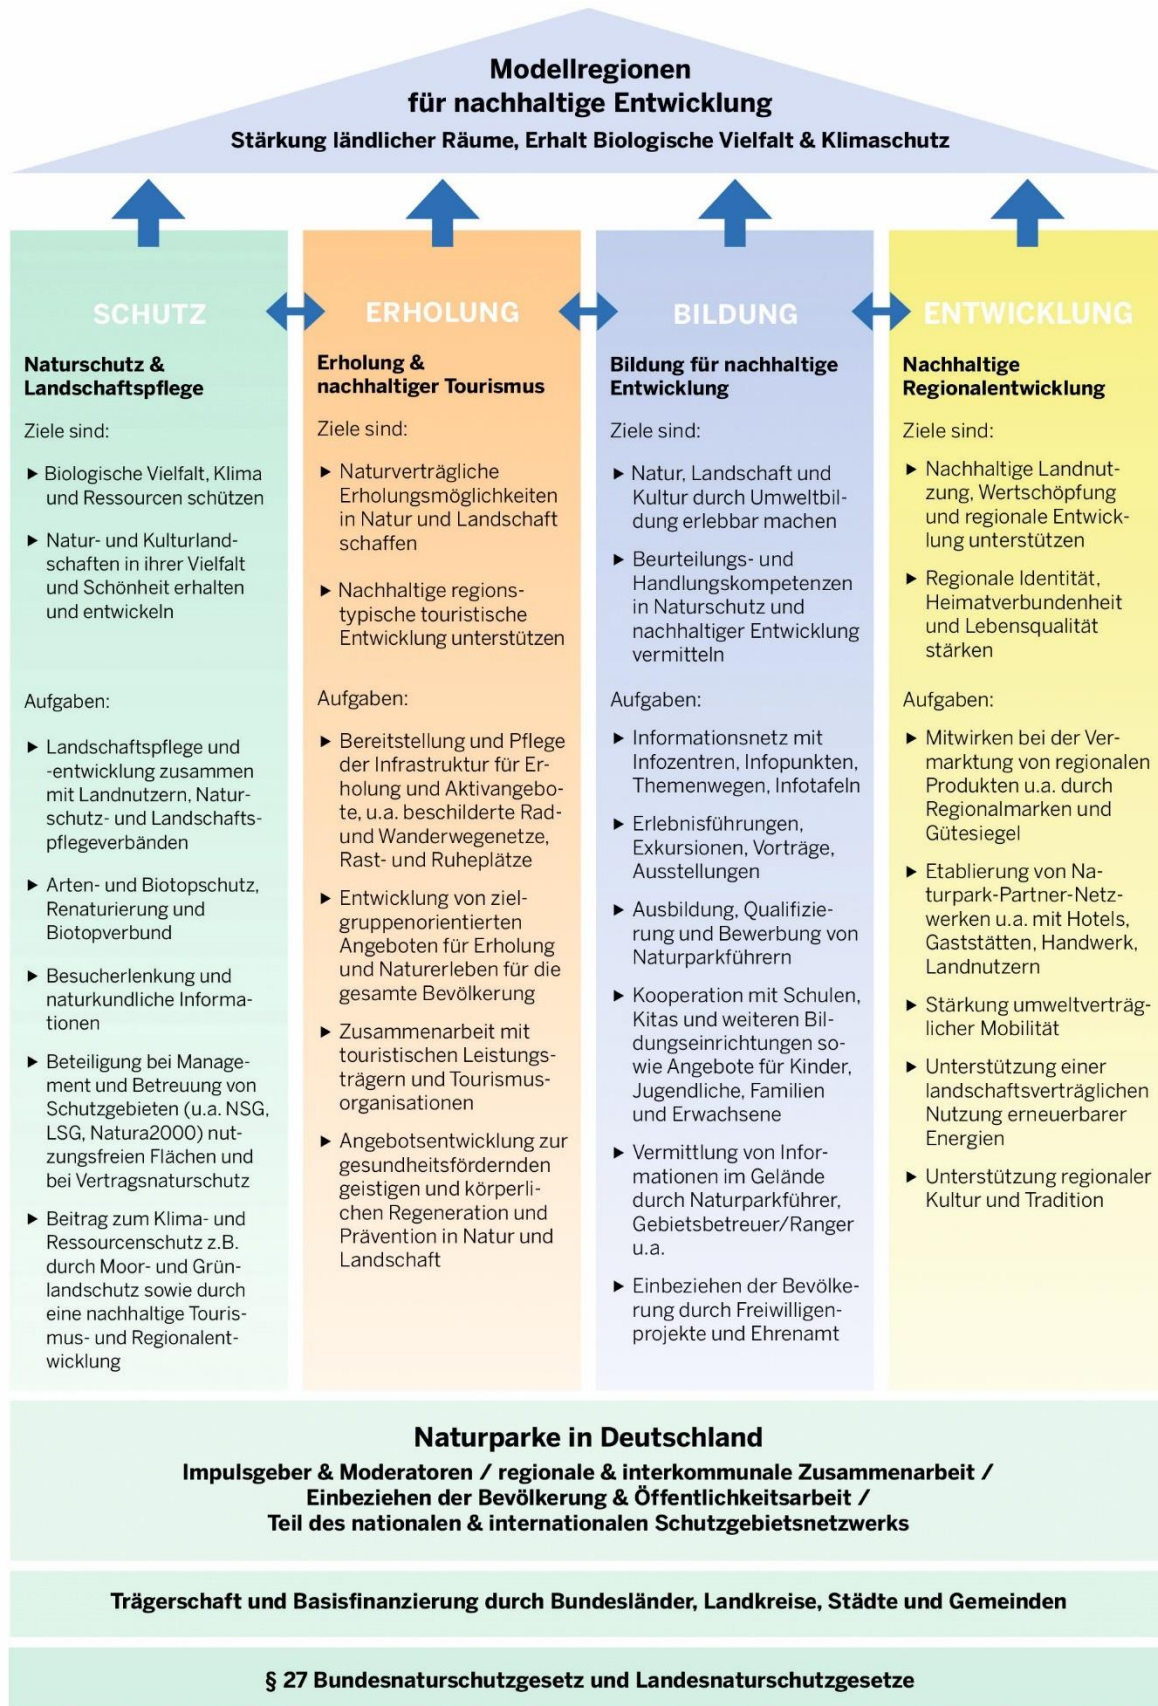 Modellregionen
für nachhaltige Entwicklung
Stärkung ländlicher Räume, Erhalt Biologische Vielfalt & Klimaschutz
SCHUTZ
Naturschutz &
Landschaftspflege
Ziele sind:
▶ Biologische Vielfalt, Klima
und Ressourcen schützen
▶ Natur- und Kulturland-
schaften in ihrer Vielfalt
und Schönheit erhalten
und entwickeln
Aufgaben:
▶ Landschaftspflege und
-entwicklung zusammen
mit Landnutzern, Natur-
schutz- und Landschafts-
pflegeverbänden
▶ Arten- und Biotopschutz,
Renaturierung und
Biotopverbund
▶ Besucherlenkung und
naturkundliche Informa-
tionen
▶ Beteiligung bei Manage-
ment und Betreuung von
Schutzgebieten (u.a. NSG,
LSG, Natura2000) nut-
zungsfreien Flächen und
bei Vertragsnaturschutz
▶ Beitrag zum Klima- und
Ressourcenschutz z.B.
durch Moor- und Grün-
landschutz sowie durch
eine nachhaltige Touris-
mus- und Regionalent-
wicklung
ERHOLUNG
Erholung &
nachhaltiger Tourismus
Ziele sind:
▶ Naturverträgliche
Erholungsmöglichkeiten
in Natur und Landschaft
schaffen
▶ Nachhaltige regions-
typische touristische
Entwicklung unterstützen
Aufgaben:
▶ Bereitstellung und Pflege
der Infrastruktur für Er-
holung und Aktivangebo-
te, u.a. beschilderte Rad-
und Wanderwegenetze,
Rast- und Ruheplätze
▶ Entwicklung von ziel-
gruppenorientierten
Angeboten für Erholung
und Naturerleben für die
gesamte Bevölkerung
▶ Zusammenarbeit mit
touristischen Leistungs-
trägern und Tourismus-
organisationen
▶ Angebotsentwicklung zur
gesundheitsfördernden
geistigen und körperli-
chen Regeneration und
Prävention in Natur und
Landschaft
BILDUNG
Bildung für nachhaltige
Entwicklung
Ziele sind:
▶ Natur, Landschaft und
Kultur durch Umweltbil-
dung erlebbar machen
▶ Beurteilungs- und
Handlungskompetenzen
in Naturschutz und
nachhaltiger Entwicklung
vermitteln
Aufgaben:
▶ Informationsnetz mit
Infozentren, Infopunkten,
Themenwegen, Infotafeln
▶ Erlebnisführungen,
Exkursionen, Vorträge,
Ausstellungen
▶ Ausbildung, Qualifizie-
rung und Bewerbung von
Naturparkführern
▶ Kooperation mit Schulen,
Kitas und weiteren Bil-
dungseinrichtungen so-
wie Angebote für Kinder,
Jugendliche, Familien
und Erwachsene
▶ Vermittlung von Infor-
mationen im Gelände
durch Naturparkführer,
Gebietsbetreuer/Ranger
u.a.
▶ Einbeziehen der Bevölke-
rung durch Freiwilligen-
projekte und Ehrenamt
ENTWICKLUNG
Nachhaltige
Regionalentwicklung
Ziele sind:
▶ Nachhaltige Landnut-
zung, Wertschöpfung
und regionale Entwick-
lung unterstützen
▶ Regionale Identität,
Heimatverbundenheit
und Lebensqualität
stärken
Aufgaben:
▶ Mitwirken bei der Ver-
marktung von regionalen
Produkten u.a. durch
Regionalmarken und
Gütesiegel
▶ Etablierung von Na-
turpark-Partner-Netz-
werken u.a. mit Hotels,
Gaststätten, Handwerk,
Landnutzern
▶ Stärkung umweltverträg-
licher Mobilität
▶ Unterstützung einer
landschaftsverträglichen
Nutzung erneuerbarer
Energien
▶ Unterstützung regionaler
Kultur und Tradition
Naturparke in Deutschland
Impulsgeber & Moderatoren / regionale & interkommunale Zusammenarbeit /
Einbeziehen der Bevölkerung & Öffentlichkeitsarbeit /
Teil des nationalen & internationalen Schutzgebietsnetzwerks
Trägerschaft und Basisfinanzierung durch Bundesländer, Landkreise, Städte und Gemeinden
§ 27 Bundesnaturschutzgesetz und Landesnaturschutzgesetze